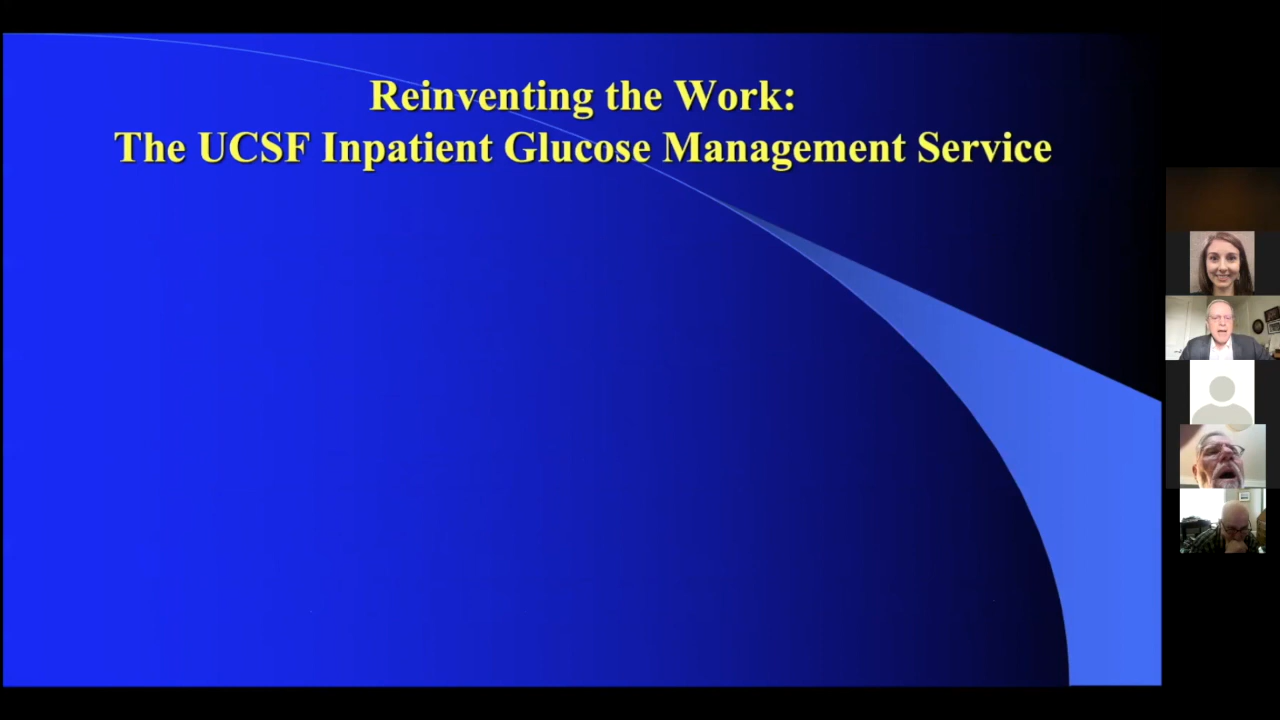 Reinventing the Work:
The UCSF Inpatient Glucose Management Service